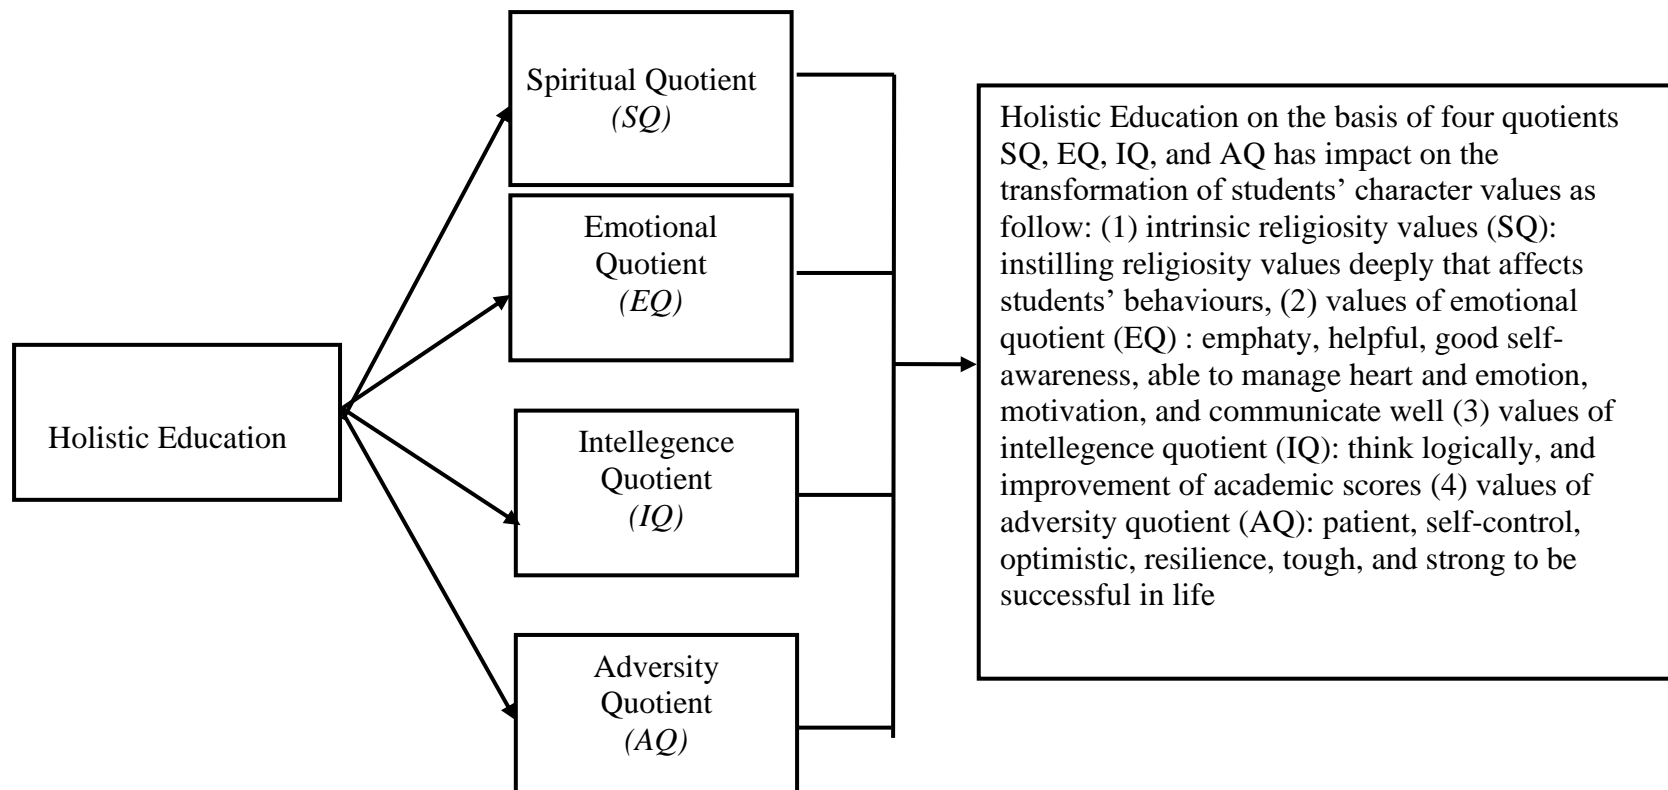 Holistic Education
Spiritual Quotient
(SQ)
Emotional
Quotient
(EQ)
Intellegence
Quotient
(IQ)
Adversity
Quotient
(AQ)
Holistic Education on the basis of four quotients
SQ, EQ, IQ, and AQ has impact on the
transformation of students’ character values as
follow: (1) intrinsic religiosity values (SQ):
instilling religiosity values deeply that affects
students’ behaviours, (2) values of emotional
quotient (EQ) : emphaty, helpful, good self-
awareness, able to manage heart and emotion,
motivation, and communicate well (3) values of
intellegence quotient (IQ): think logically, and
improvement of academic scores (4) values of
adversity quotient (AQ): patient, self-control,
optimistic, resilience, tough, and strong to be
successful in life